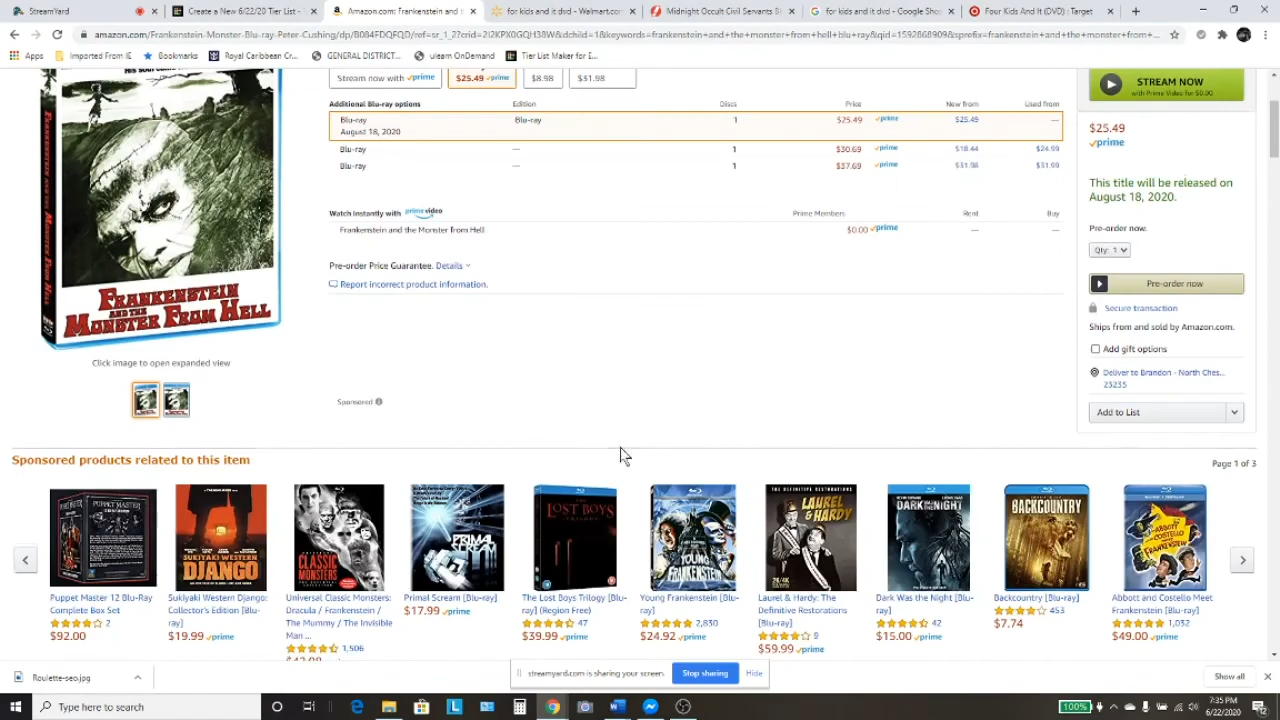 StreamYard
Create a New 6/22/20 Tier List -
Amazon.com: Frankenstein and t
for kids and it dvd - Walmart
Midnight Occult Civil Servants B
for kids and it dvd - Google Sho
Four Kids And It (DVD) : Target
amazon.com/Frankenstein-Monster-Blu-ray-Peter-Cushing/dp/B084FDQFQD/ref=sr_1_2?crid=2I2KPX0GQH38W&dchild=1&keywords=frankenstein+and+the+monster+from+hell+blu+ray&qid=1592868909&sprefix=frankenstein+and+the+monster+from+...
Apps
Imported From IE
Bookmarks
Royal Caribbean Cr...
GENERAL DISTRICT...
ulearn OnDemand
Tier List Maker for I...
FRANKENSTEIN
AND THE
MONSTER FROM HELL
Click image to open expanded view
Stream now with prime
$25.49 prime
$8.98
$31.98
Additional Blu-ray options Edition Discs Price New from Used from
Blu-ray Blu-ray 1 $25.49 prime $25.49 —
August 18, 2020
Blu-ray — 1 $30.69 prime $18.44 $24.99
Blu-ray — 1 $37.69 prime $31.98 $31.99
Watch Instantly with prime video Prime Members Rent Buy
Frankenstein and the Monster from Hell $0.00 prime — —
Pre-order Price Guarantee. Details
Report incorrect product information.
Sponsored
STREAM NOW
with Prime Video for $0.00
$25.49
prime
This title will be released on
August 18, 2020.
Pre-order now.
Qty: 1
Pre-order now
Secure transaction
Ships from and sold by Amazon.com.
Add gift options
Deliver to Brandon - North Ches...
23235
Add to List
Sponsored products related to this item
Page 1 of 3
Puppet Master 12 Blu-Ray
Complete Box Set
2
$92.00
Sukiyaki Western Django:
Collector's Edition [Blu-
ray]
$19.99 prime
Universal Classic Monsters:
Dracula / Frankenstein /
The Mummy / The Invisible
Man ...
1,506
Primal Scream [Blu-ray]
$17.99 prime
The Lost Boys Trilogy [Blu-
ray] (Region Free)
47
$39.99 prime
Young Frankenstein [Blu-
ray]
2,830
$24.92 prime
Laurel & Hardy: The
Definitive Restorations
[Blu-ray]
9
$59.99 prime
Dark Was the Night [Blu-
ray]
42
$15.00 prime
Backcountry [Blu-ray]
453
$7.74
Abbott and Costello Meet
Frankenstein [Blu-ray]
1,032
$49.00 prime
Roulette-seo.jpg
streamyard.com is sharing your screen.
Stop sharing
Hide
Show all
Type here to search
100%
7:35 PM
6/22/2020